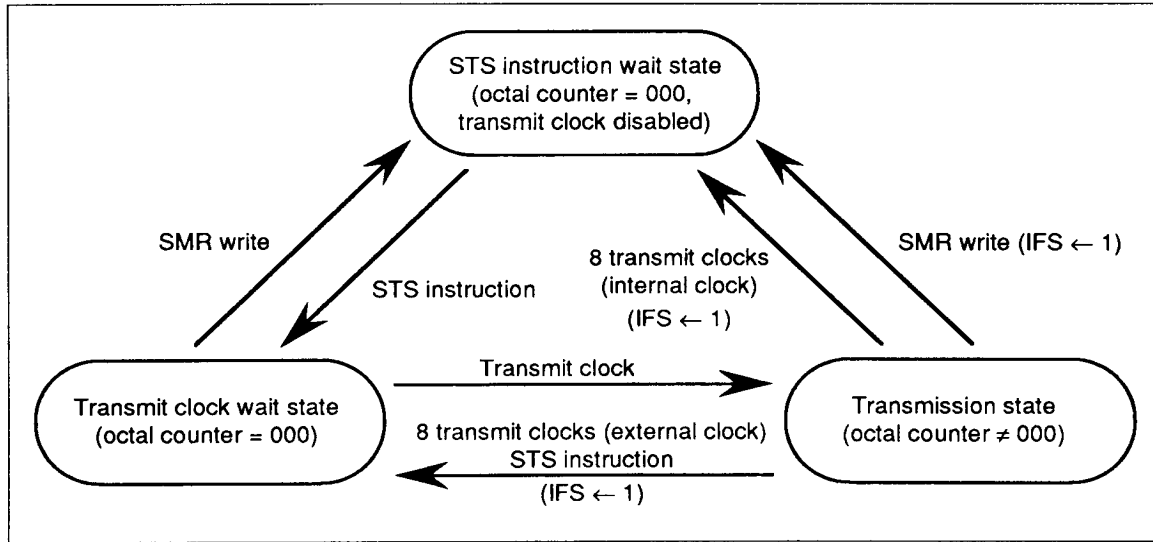 STS instruction wait state
(octal counter = 000,
transmit clock disabled)
SMR write
STS instruction
8 transmit clocks
(internal clock)
(IFS ← 1)
SMR write (IFS ← 1)
Transmit clock wait state
(octal counter = 000)
Transmit clock
8 transmit clocks (external clock)
STS instruction
(IFS ← 1)
Transmission state
(octal counter ≠ 000)